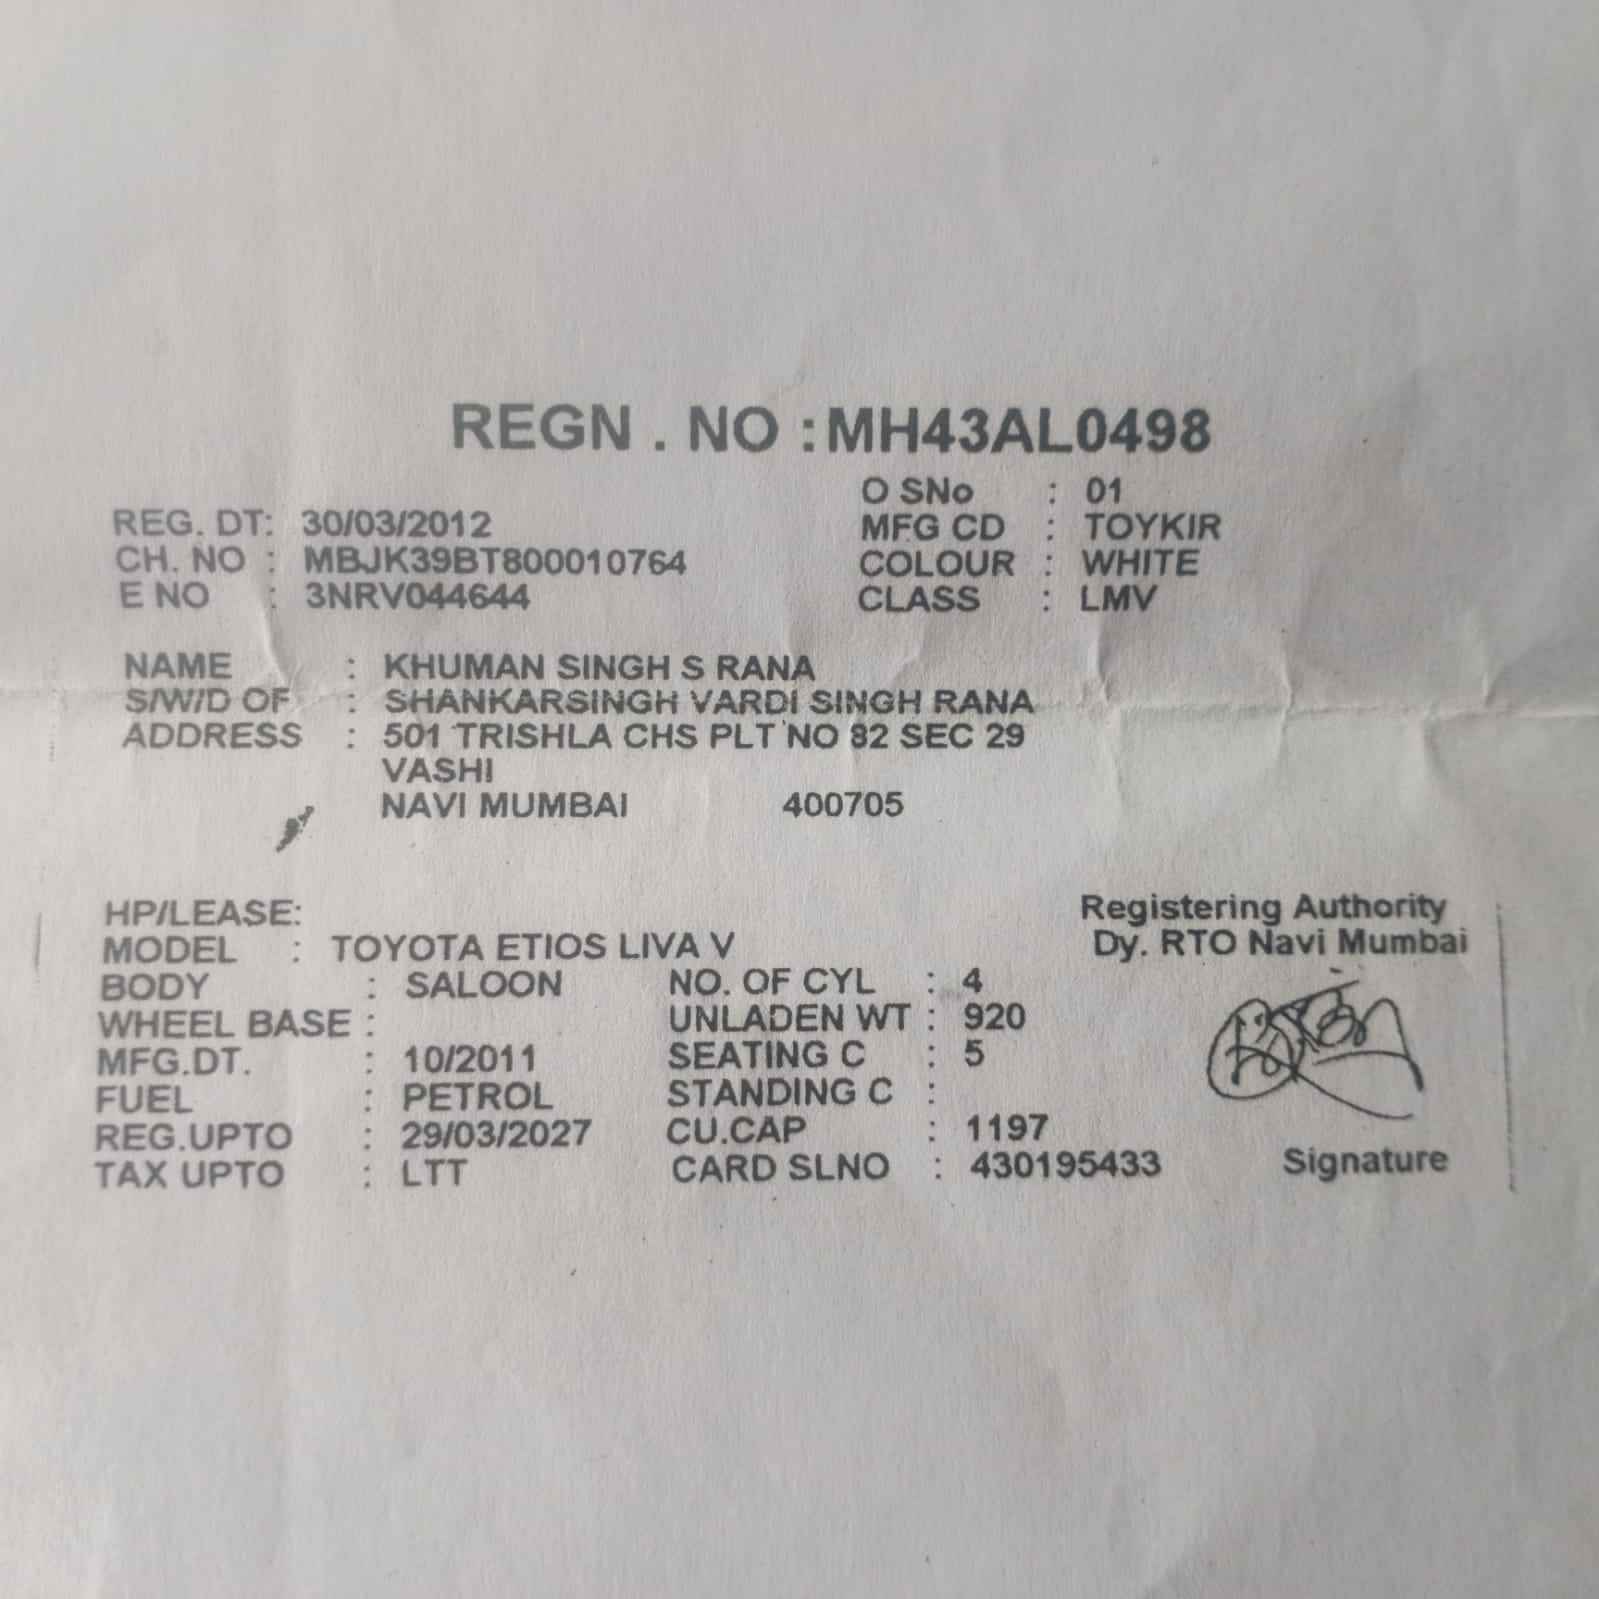 REGN . NO : MH43AL0498
O SNo : 01
REG. DT: 30/03/2012 MFG CD : TOYKIR
CH. NO : MBJK39BT800010764 COLOUR : WHITE
E NO : 3NRV044644 CLASS : LMV
NAME : KHUMAN SINGH S RANA
S/W/D OF : SHANKARSINGH VARDI SINGH RANA
ADDRESS : 501 TRISHLA CHS PLT NO 82 SEC 29
VASHI
NAVI MUMBAI 400705
HP/LEASE: Registering Authority
MODEL : TOYOTA ETIOS LIVA V Dy. RTO Navi Mumbai
BODY : SALOON NO. OF CYL : 4
WHEEL BASE : UNLADEN WT : 920
MFG.DT. : 10/2011 SEATING C : 5
FUEL : PETROL STANDING C :
REG.UPTO : 29/03/2027 CU.CAP : 1197
TAX UPTO : LTT CARD SLNO : 430195433 Signature